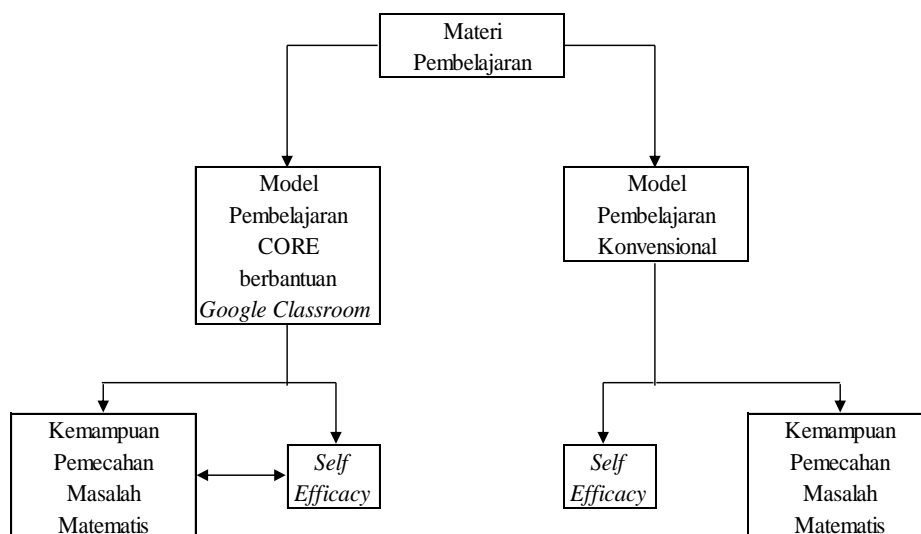 Materi
Pembelajaran
Model
Pembelajaran
CORE
berbantuan
Google Classroom
Model
Pembelajaran
Konvensional
Kemampuan
Pemecahan
Masalah
Matematis
Self
Efficacy
Self
Efficacy
Kemampuan
Pemecahan
Masalah
Matematis